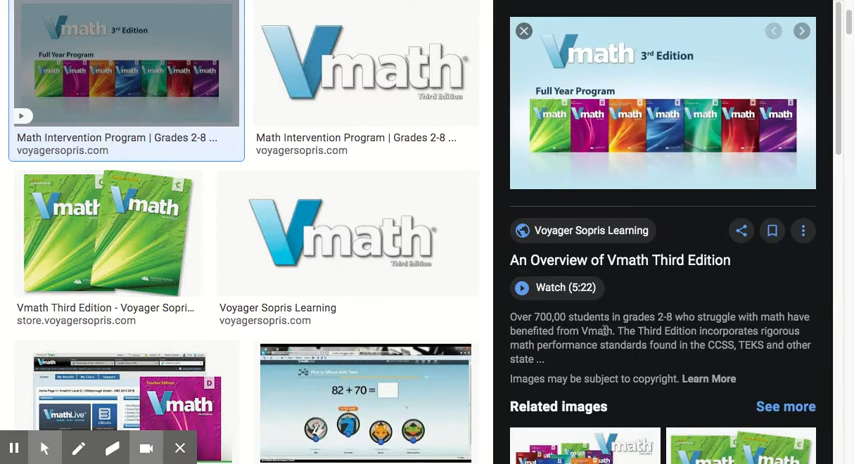 Vmath 3rd Edition
Full Year Program
Math Intervention Program | Grades 2-8 ...
voyagersopris.com
Vmath®
Third Edition
Math Intervention Program | Grades 2-8 ...
voyagersopris.com
Vmath C
Vmath C
Vmath Third Edition - Voyager Sopri...
store.voyagersopris.com
Vmath®
Third Edition
Voyager Sopris Learning
voyagersopris.com
VmathLive
eBooks
Vmath D
82 + 70 =
Vmath 3rd Edition
Full Year Program
Voyager Sopris Learning
An Overview of Vmath Third Edition
Watch (5:22)
Over 700,00 students in grades 2-8 who struggle with math have
benefited from Vmath. The Third Edition incorporates rigorous
math performance standards found in the CCSS, TEKS and other
state ...
Images may be subject to copyright. Learn More
Related images
See more
Vmath